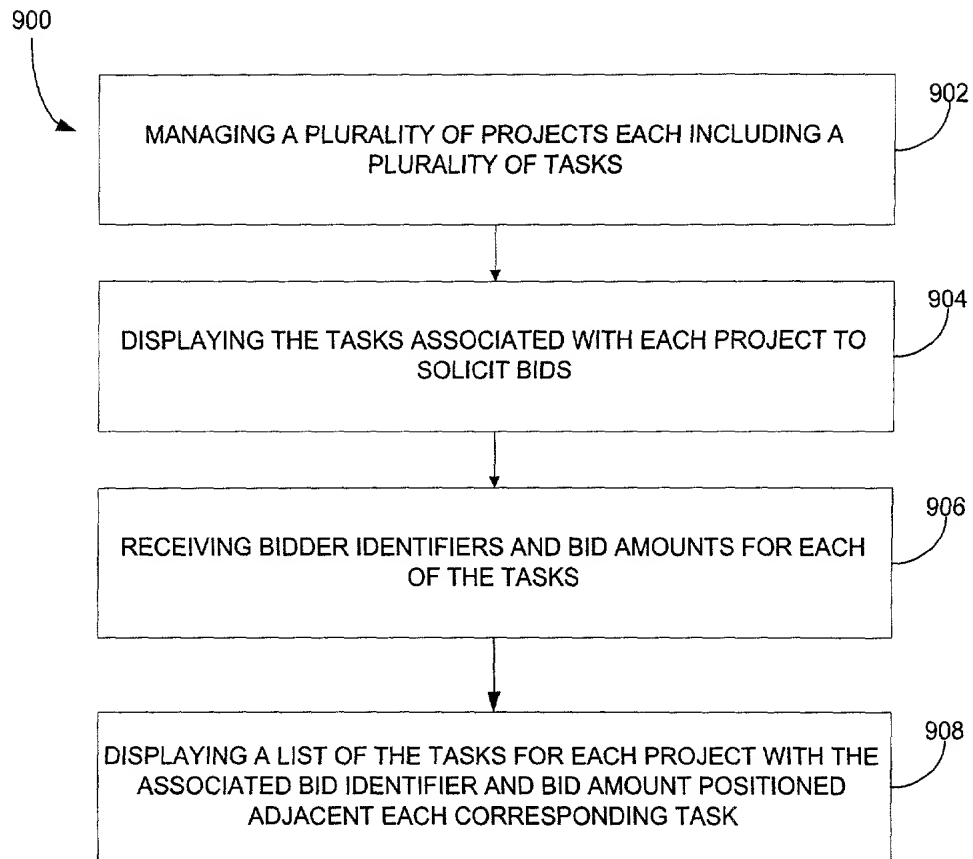 900
902
MANAGING A PLURALITY OF PROJECTS EACH INCLUDING A
PLURALITY OF TASKS
904
DISPLAYING THE TASKS ASSOCIATED WITH EACH PROJECT TO
SOLICIT BIDS
906
RECEIVING BIDDER IDENTIFIERS AND BID AMOUNTS FOR EACH
OF THE TASKS
908
DISPLAYING A LIST OF THE TASKS FOR EACH PROJECT WITH THE
ASSOCIATED BID IDENTIFIER AND BID AMOUNT POSITIONED
ADJACENT EACH CORRESPONDING TASK